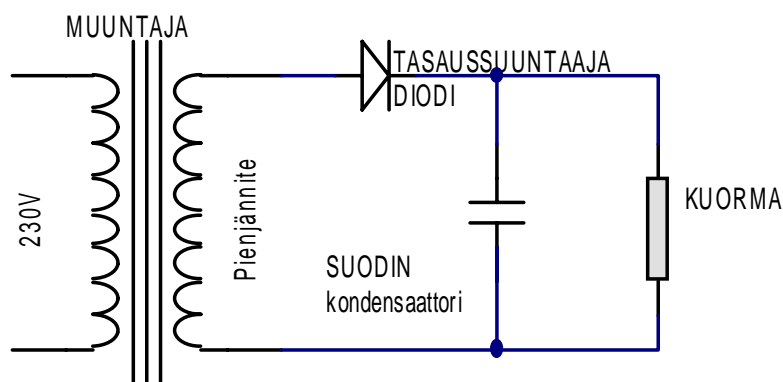 MUUNTAJA
TASAUSSUUNTAAJA
DIODI
230V
Pienjännite
SUODIN
kondensaattori
KUORMA